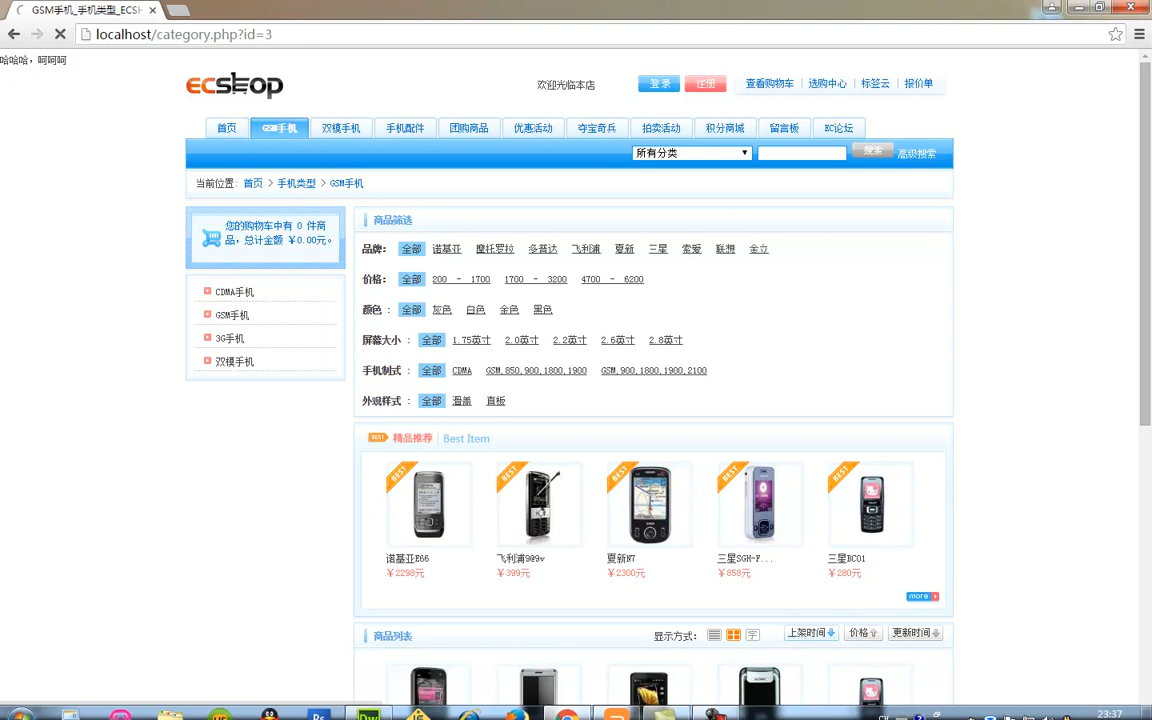 GSM手机_手机类型_ECSH
localhost/category.php?id=3
哈哈哈，呵呵呵
ECSHOP
欢迎光临本店
登录 注册 查看购物车 选购中心 标签云 报价单
首页 GSM手机 双模手机 手机配件 团购商品 优惠活动 夺宝奇兵 拍卖活动 积分商城 留言板 EC论坛
所有分类 搜索 高级搜索
当前位置: 首页 > 手机类型 > GSM手机
您的购物车中有 0 件商
品，总计金额 ￥0.00元。
CDMA手机
GSM手机
3G手机
双模手机
商品筛选
品牌： 全部 诺基亚 摩托罗拉 多普达 飞利浦 夏新 三星 索爱 联想 金立
价格： 全部 200 - 1700 1700 - 3200 4700 - 6200
颜色 ： 全部 灰色 白色 金色 黑色
屏幕大小 ： 全部 1.75英寸 2.0英寸 2.2英寸 2.6英寸 2.8英寸
手机制式 ： 全部 CDMA GSM,850,900,1800,1900 GSM,900,1800,1900,2100
外观样式 ： 全部 滑盖 直板
BEST 精品推荐 Best Item
BEST BEST BEST BEST BEST
诺基亚E66 飞利浦9@9v 夏新N7 三星SGH-F... 三星BC01
￥2298元 ￥399元 ￥2300元 ￥858元 ￥280元
more
商品列表 显示方式： 字 上架时间 价格 更新时间
Ps Dw
CH 23:37